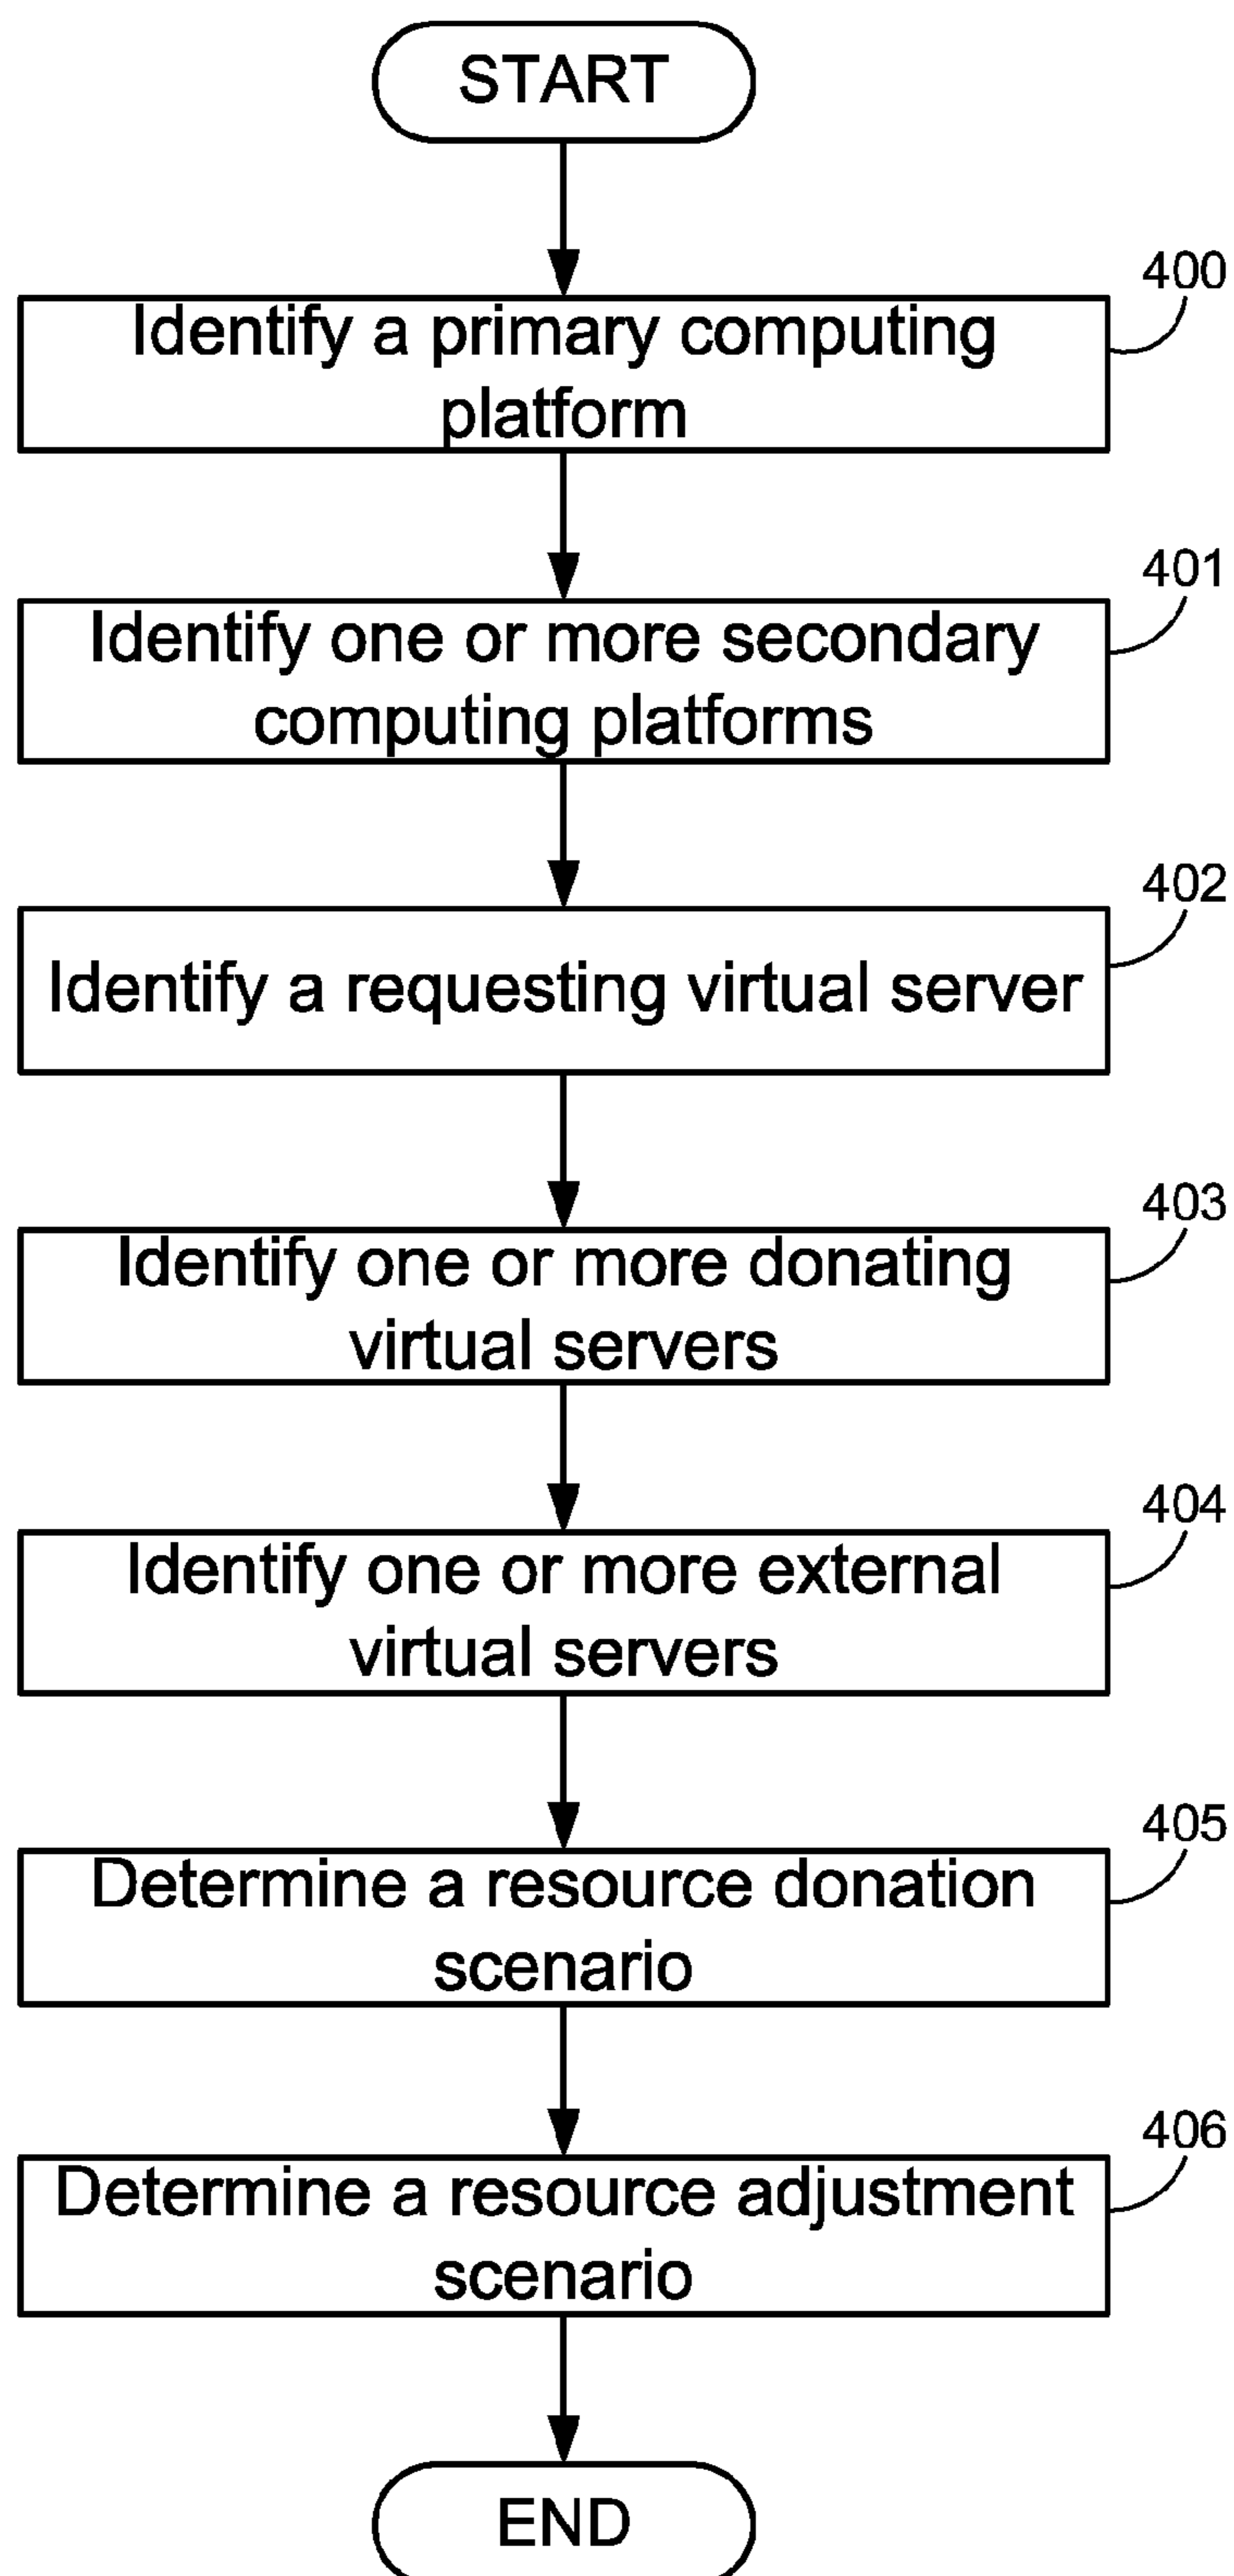 START
400
Identify a primary computing
platform
401
Identify one or more secondary
computing platforms
402
Identify a requesting virtual server
403
Identify one or more donating
virtual servers
404
Identify one or more external
virtual servers
405
Determine a resource donation
scenario
406
Determine a resource adjustment
scenario
END